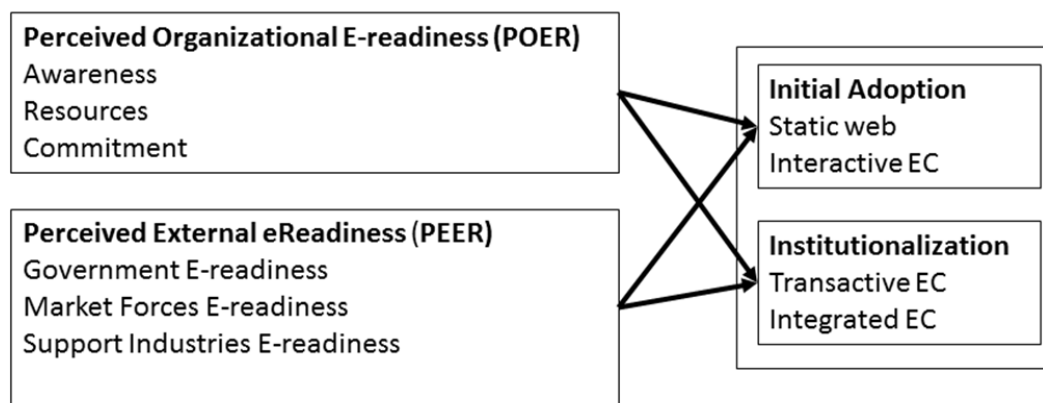 Perceived Organizational E-readiness (POER)
Awareness
Resources
Commitment
Perceived External eReadiness (PEER)
Government E-readiness
Market Forces E-readiness
Support Industries E-readiness
Initial Adoption
Static web
Interactive EC
Institutionalization
Transactive EC
Integrated EC